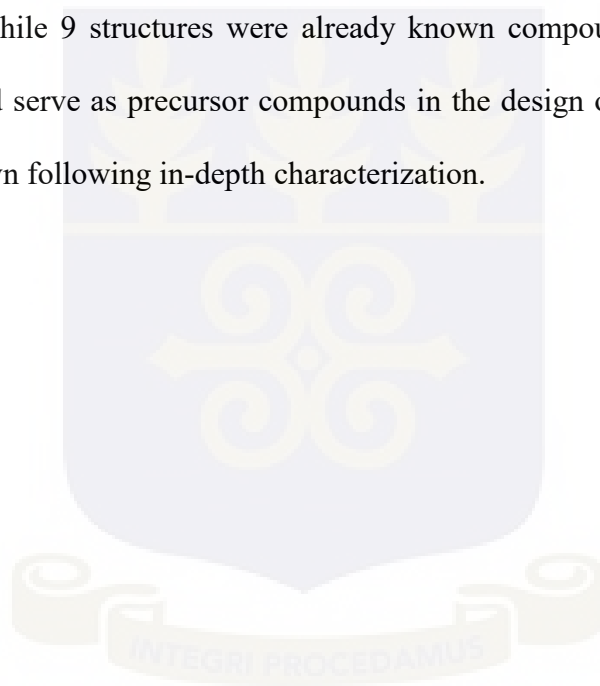 hile 9 structures were already known compou
serve as precursor compounds in the design
n following in-depth characterization.
INTEGRI PROCEDAMUS